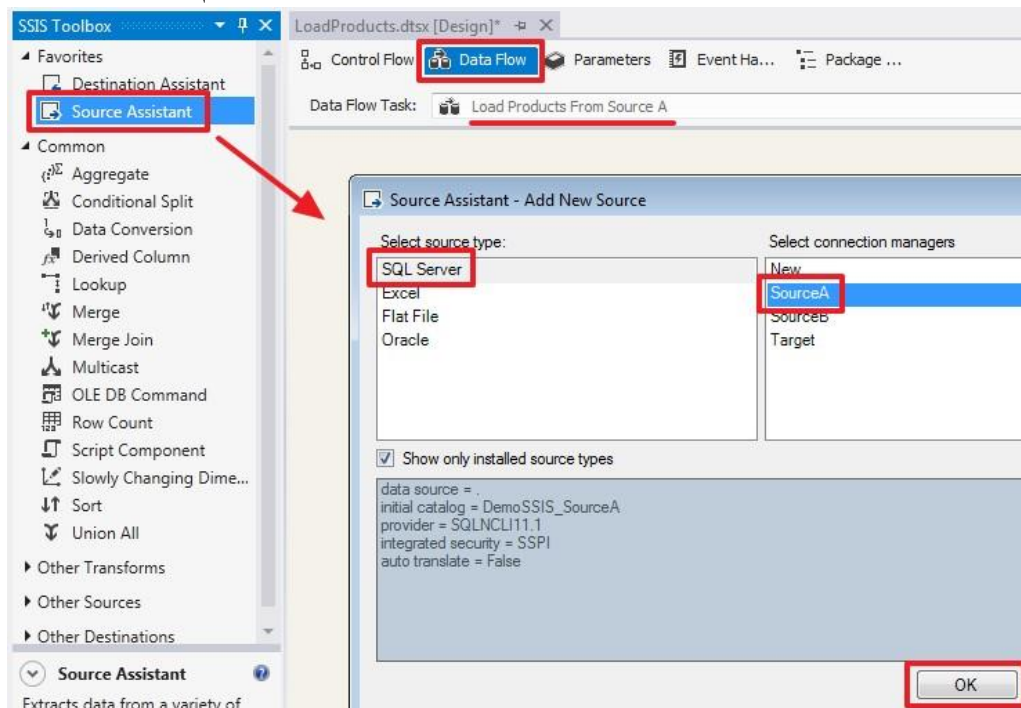 SSIS Toolbox
Favorites
Destination Assistant
Source Assistant
Common
Aggregate
Conditional Split
Data Conversion
Derived Column
Lookup
Merge
Merge Join
Multicast
OLE DB Command
Row Count
Script Component
Slowly Changing Dime...
Sort
Union All
Other Transforms
Other Sources
Other Destinations
Source Assistant
Extracts data from a variety of
LoadProducts.dtsx [Design]*
Control Flow Data Flow Parameters Event Ha... Package ...
Data Flow Task: Load Products From Source A
Source Assistant - Add New Source
Select source type:
SQL Server
Excel
Flat File
Oracle
Select connection managers
New
SourceA
SourceB
Target
Show only installed source types
data source = .
initial catalog = DemoSSIS_SourceA
provider = SQLNCLI11.1
integrated security = SSPI
auto translate = False
OK